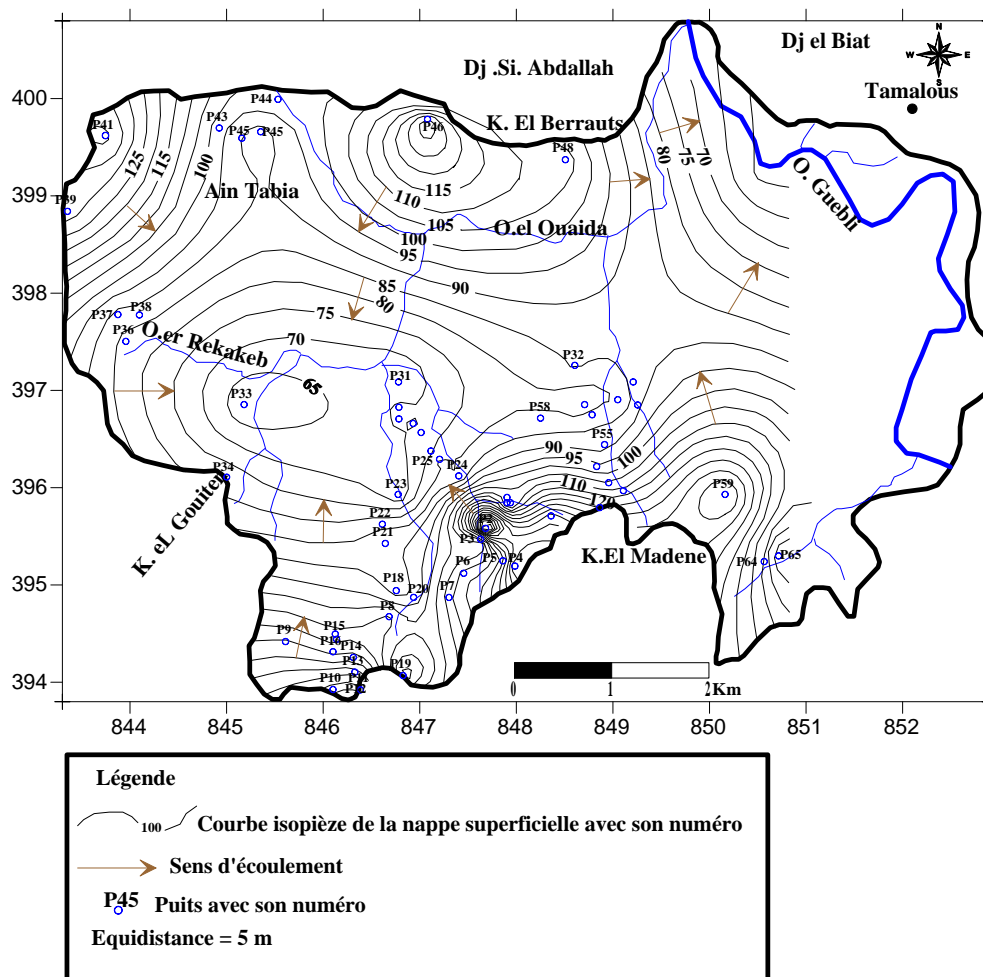 N
W
E
S
Dj el Biat
Dj .Si. Abdallah
Tamalous
400
P44
P43
P41
P45
P45
P46
K. El Berrauts
P48
80
75
70
125
115
100
115
110
O. Guebli
399
Ain Tabia
P39
105
O.el Ouaida
100
95
398
85
90
80
P37
P38
75
P36
O.er Rekakeb
70
P32
397
P31
65
P33
P58
P55
90
95
100
P25
P24
P34
396
P23
110
120
P59
K. eL Gouiter
P22
P2
P21
P3
K.El Madene
P65
P64
P5
P4
P6
395
P18
P20
P7
P8
P9
P15
P16
P14
P13
P19
394
P10
P12
0
1
2
Km
844
845
846
847
848
849
850
851
852
Légende
100
Courbe isopièze de la nappe superficielle avec son numéro
Sens d'écoulement
P45
Puits avec son numéro
Equidistance = 5 m